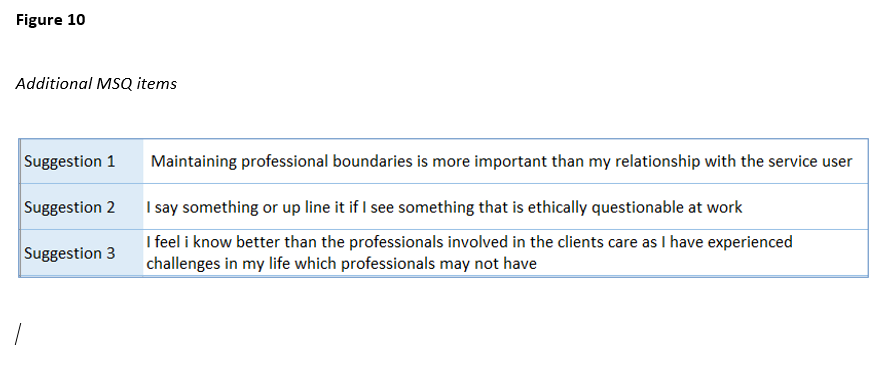 Figure 10
Additional MSQ items
Suggestion 1 Maintaining professional boundaries is more important than my relationship with the service user
Suggestion 2 I say something or up line it if I see something that is ethically questionable at work
Suggestion 3 I feel i know better than the professionals involved in the clients care as I have experienced
challenges in my life which professionals may not have
/